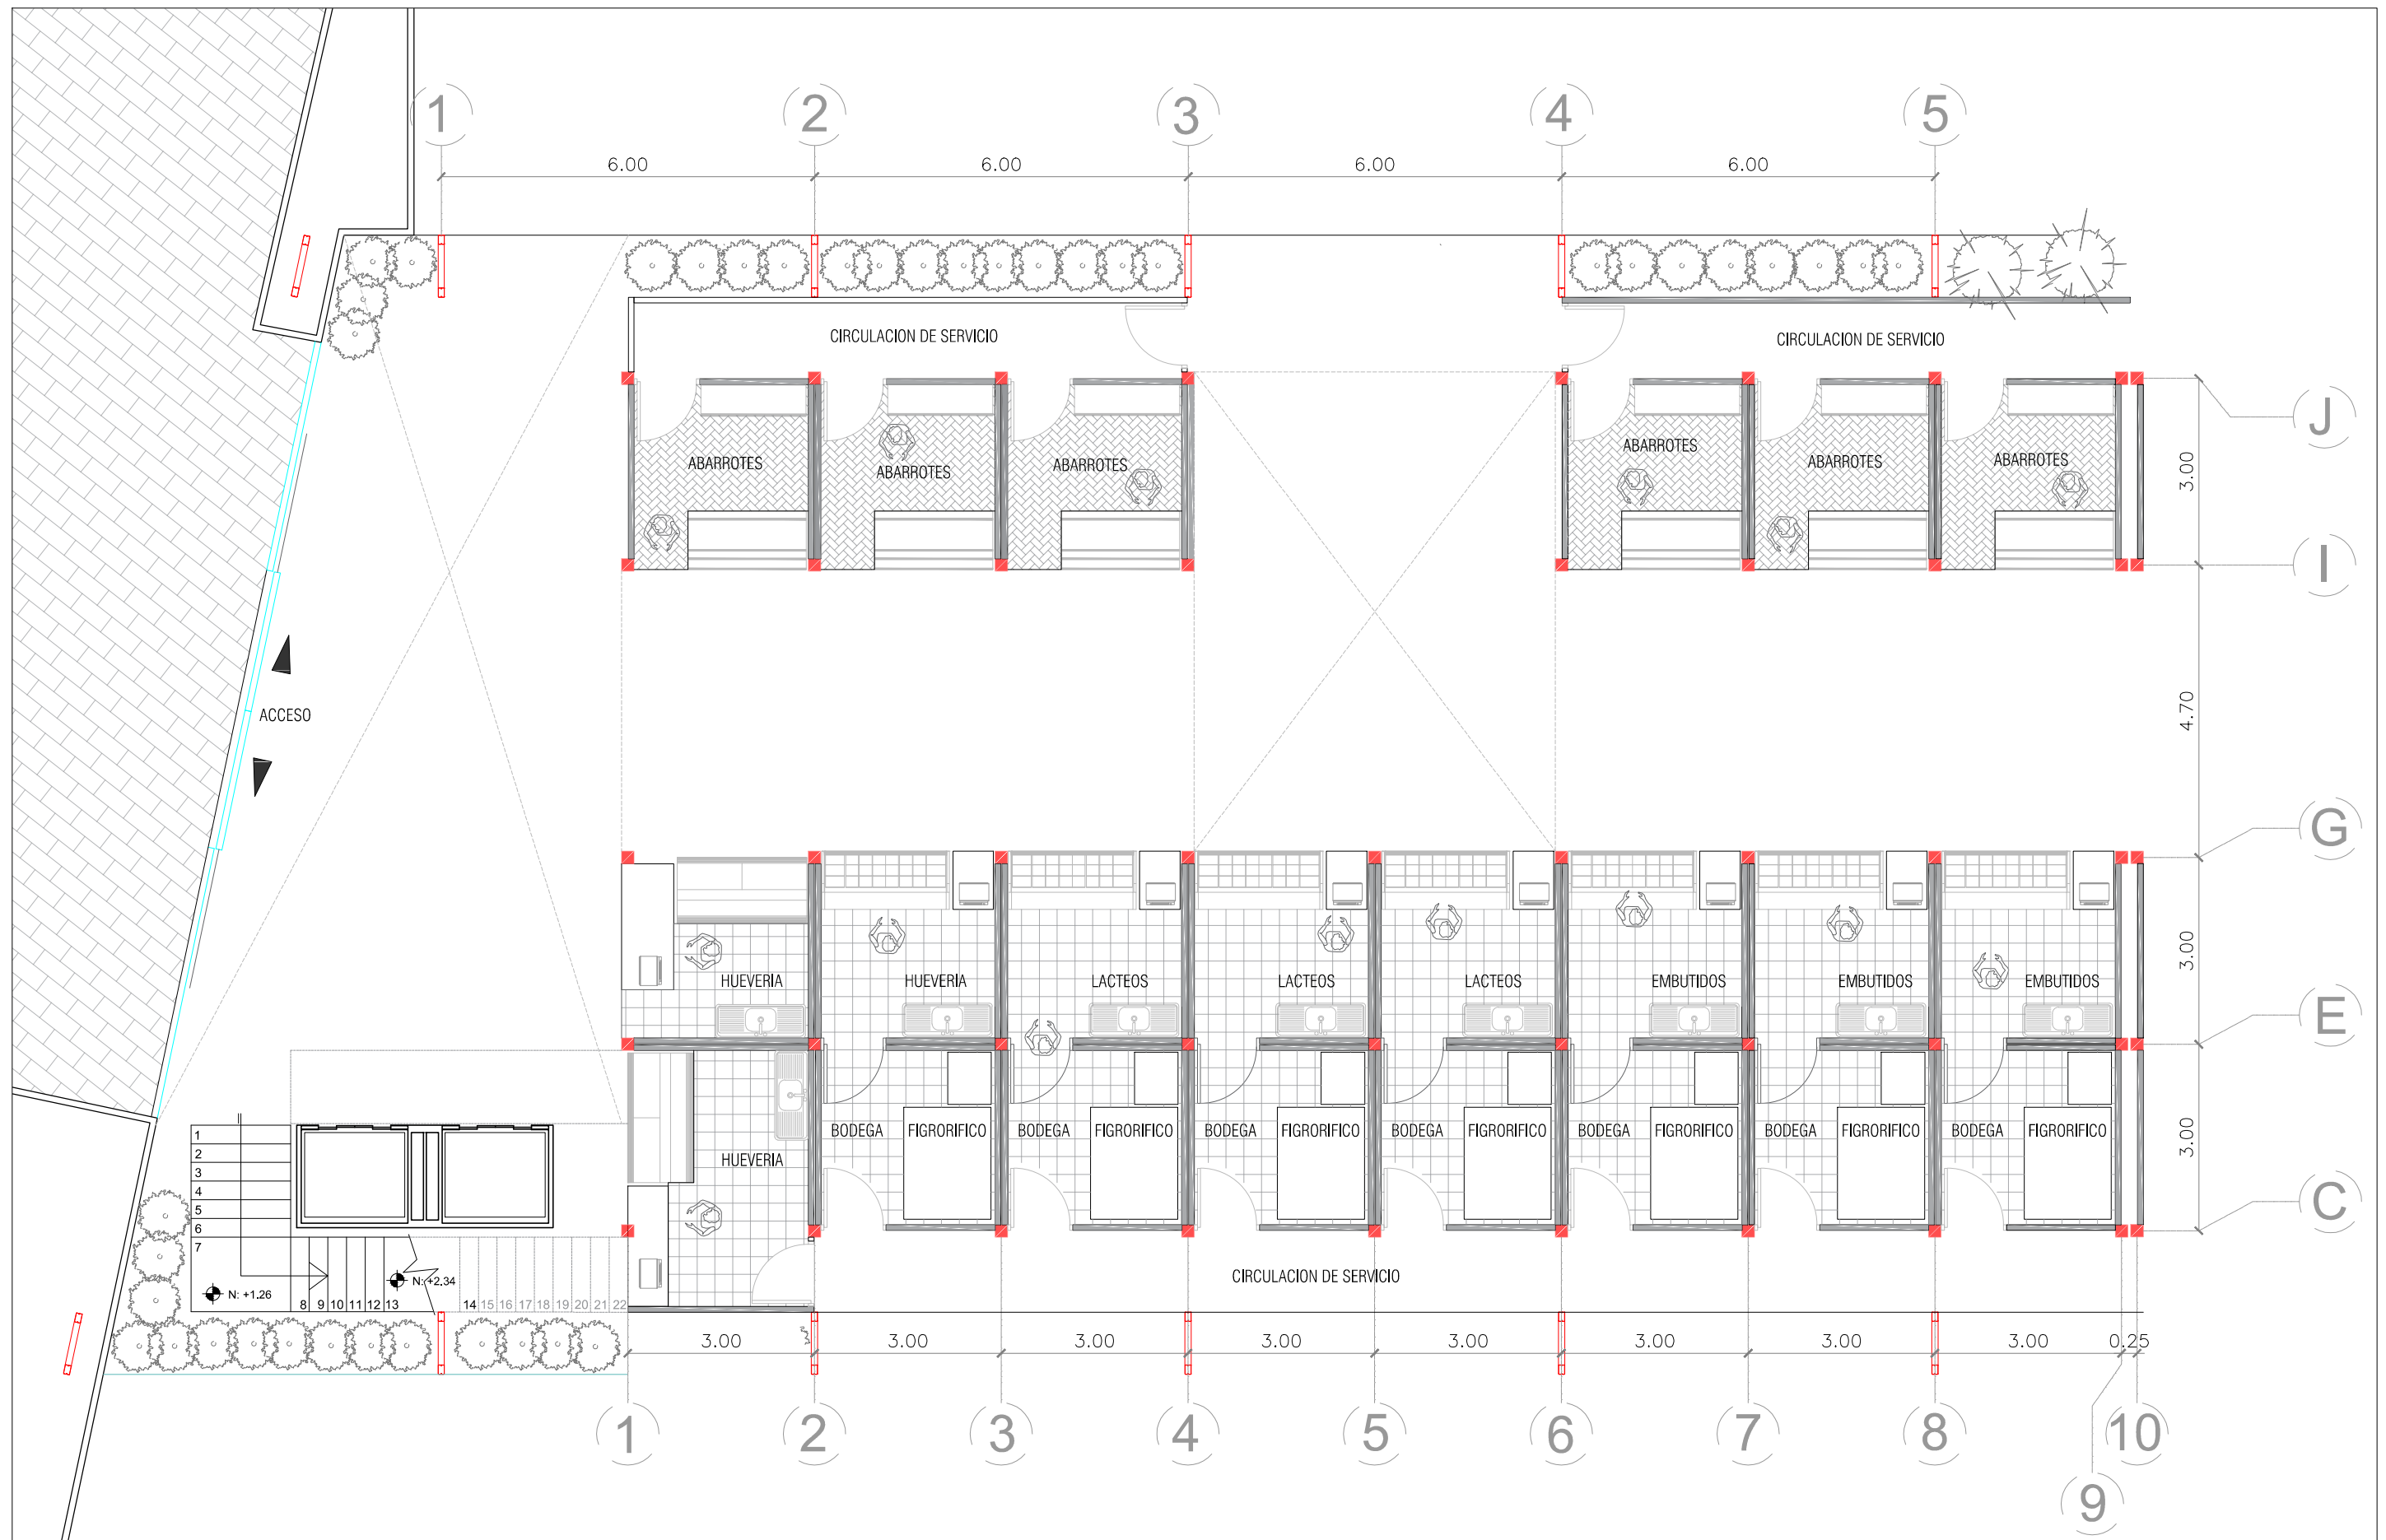 1 2 3 4 5
6.00 6.00 6.00 6.00
CIRCULACION DE SERVICIO
CIRCULACION DE SERVICIO
J
ABARROTES ABARROTES ABARROTES ABARROTES ABARROTES ABARROTES
3.00
I
4.70
ACCESO
G
3.00
HUEVERIA HUEVERIA LACTEOS LACTEOS LACTEOS EMBUTIDOS EMBUTIDOS EMBUTIDOS
E
BODEGA FIGRORIFICO BODEGA FIGRORIFICO BODEGA FIGRORIFICO BODEGA FIGRORIFICO BODEGA FIGRORIFICO BODEGA FIGRORIFICO BODEGA FIGRORIFICO
3.00
HUEVERIA
C
1
2
3
4
5
6
7
N: +1.26
N: +2.34
8 9 10 11 12 13 14 15 16 17 18 19 20 21 22
CIRCULACION DE SERVICIO
3.00 3.00 3.00 3.00 3.00 3.00 3.00 3.00 0.25
1 2 3 4 5 6 7 8 10
9